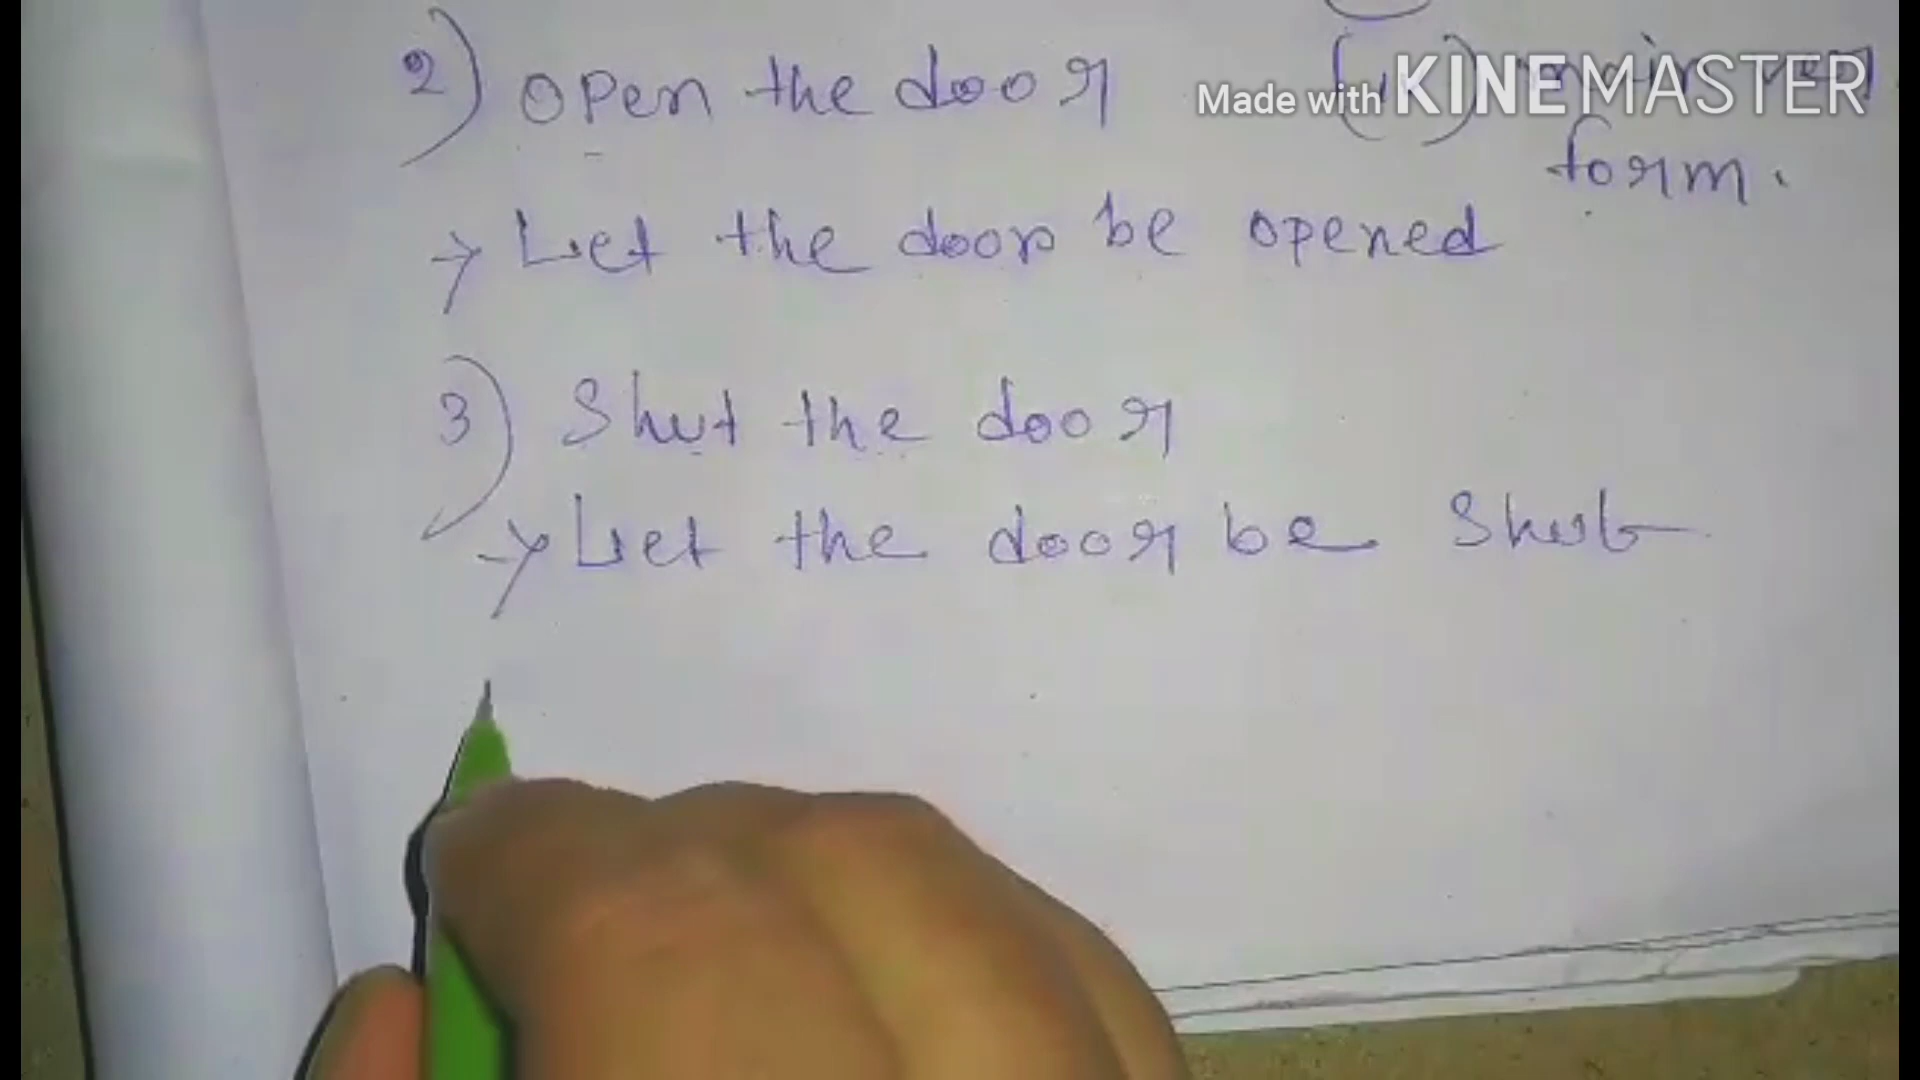 2) Open the door
Made with KINEMASTER
form.
→ Let the door be opened
3) Shut the door
→ Let the door be Shut